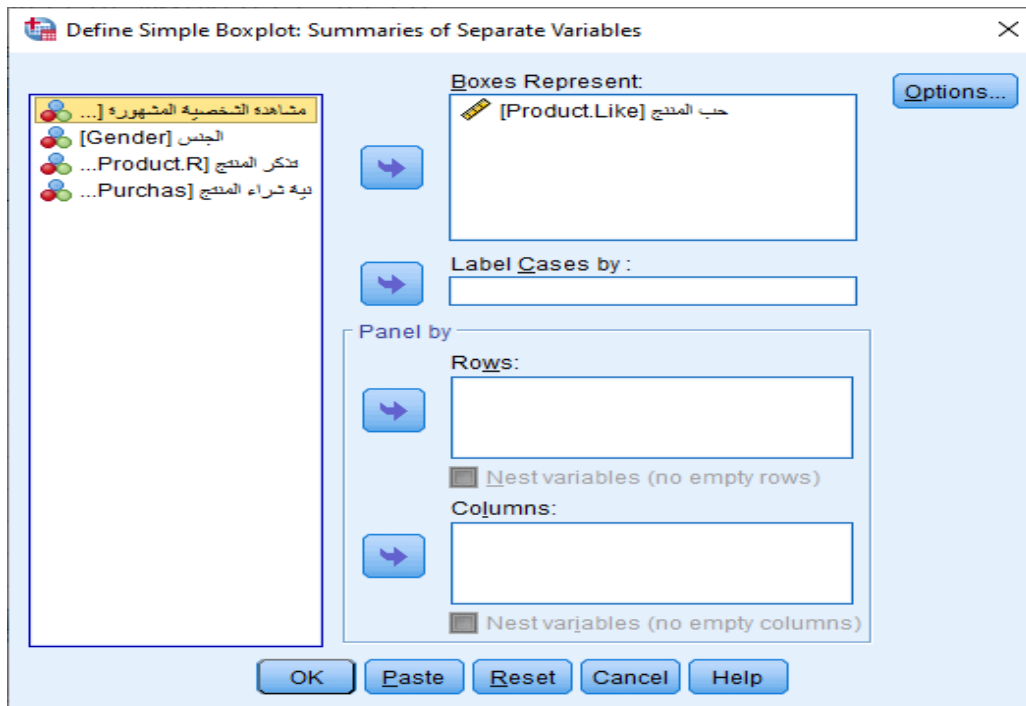 Define Simple Boxplot: Summaries of Separate Variables
مشاهدة الشخصية المشهورة [...
الجنس [Gender]
تذكر المنتج [Product.R...
نية شراء المنتج [Purchas...
Boxes Represent:
حب المنتج [Product.Like]
Options...
Label Cases by :
Panel by
Rows:
Nest variables (no empty rows)
Columns:
Nest variables (no empty columns)
OK
Paste
Reset
Cancel
Help